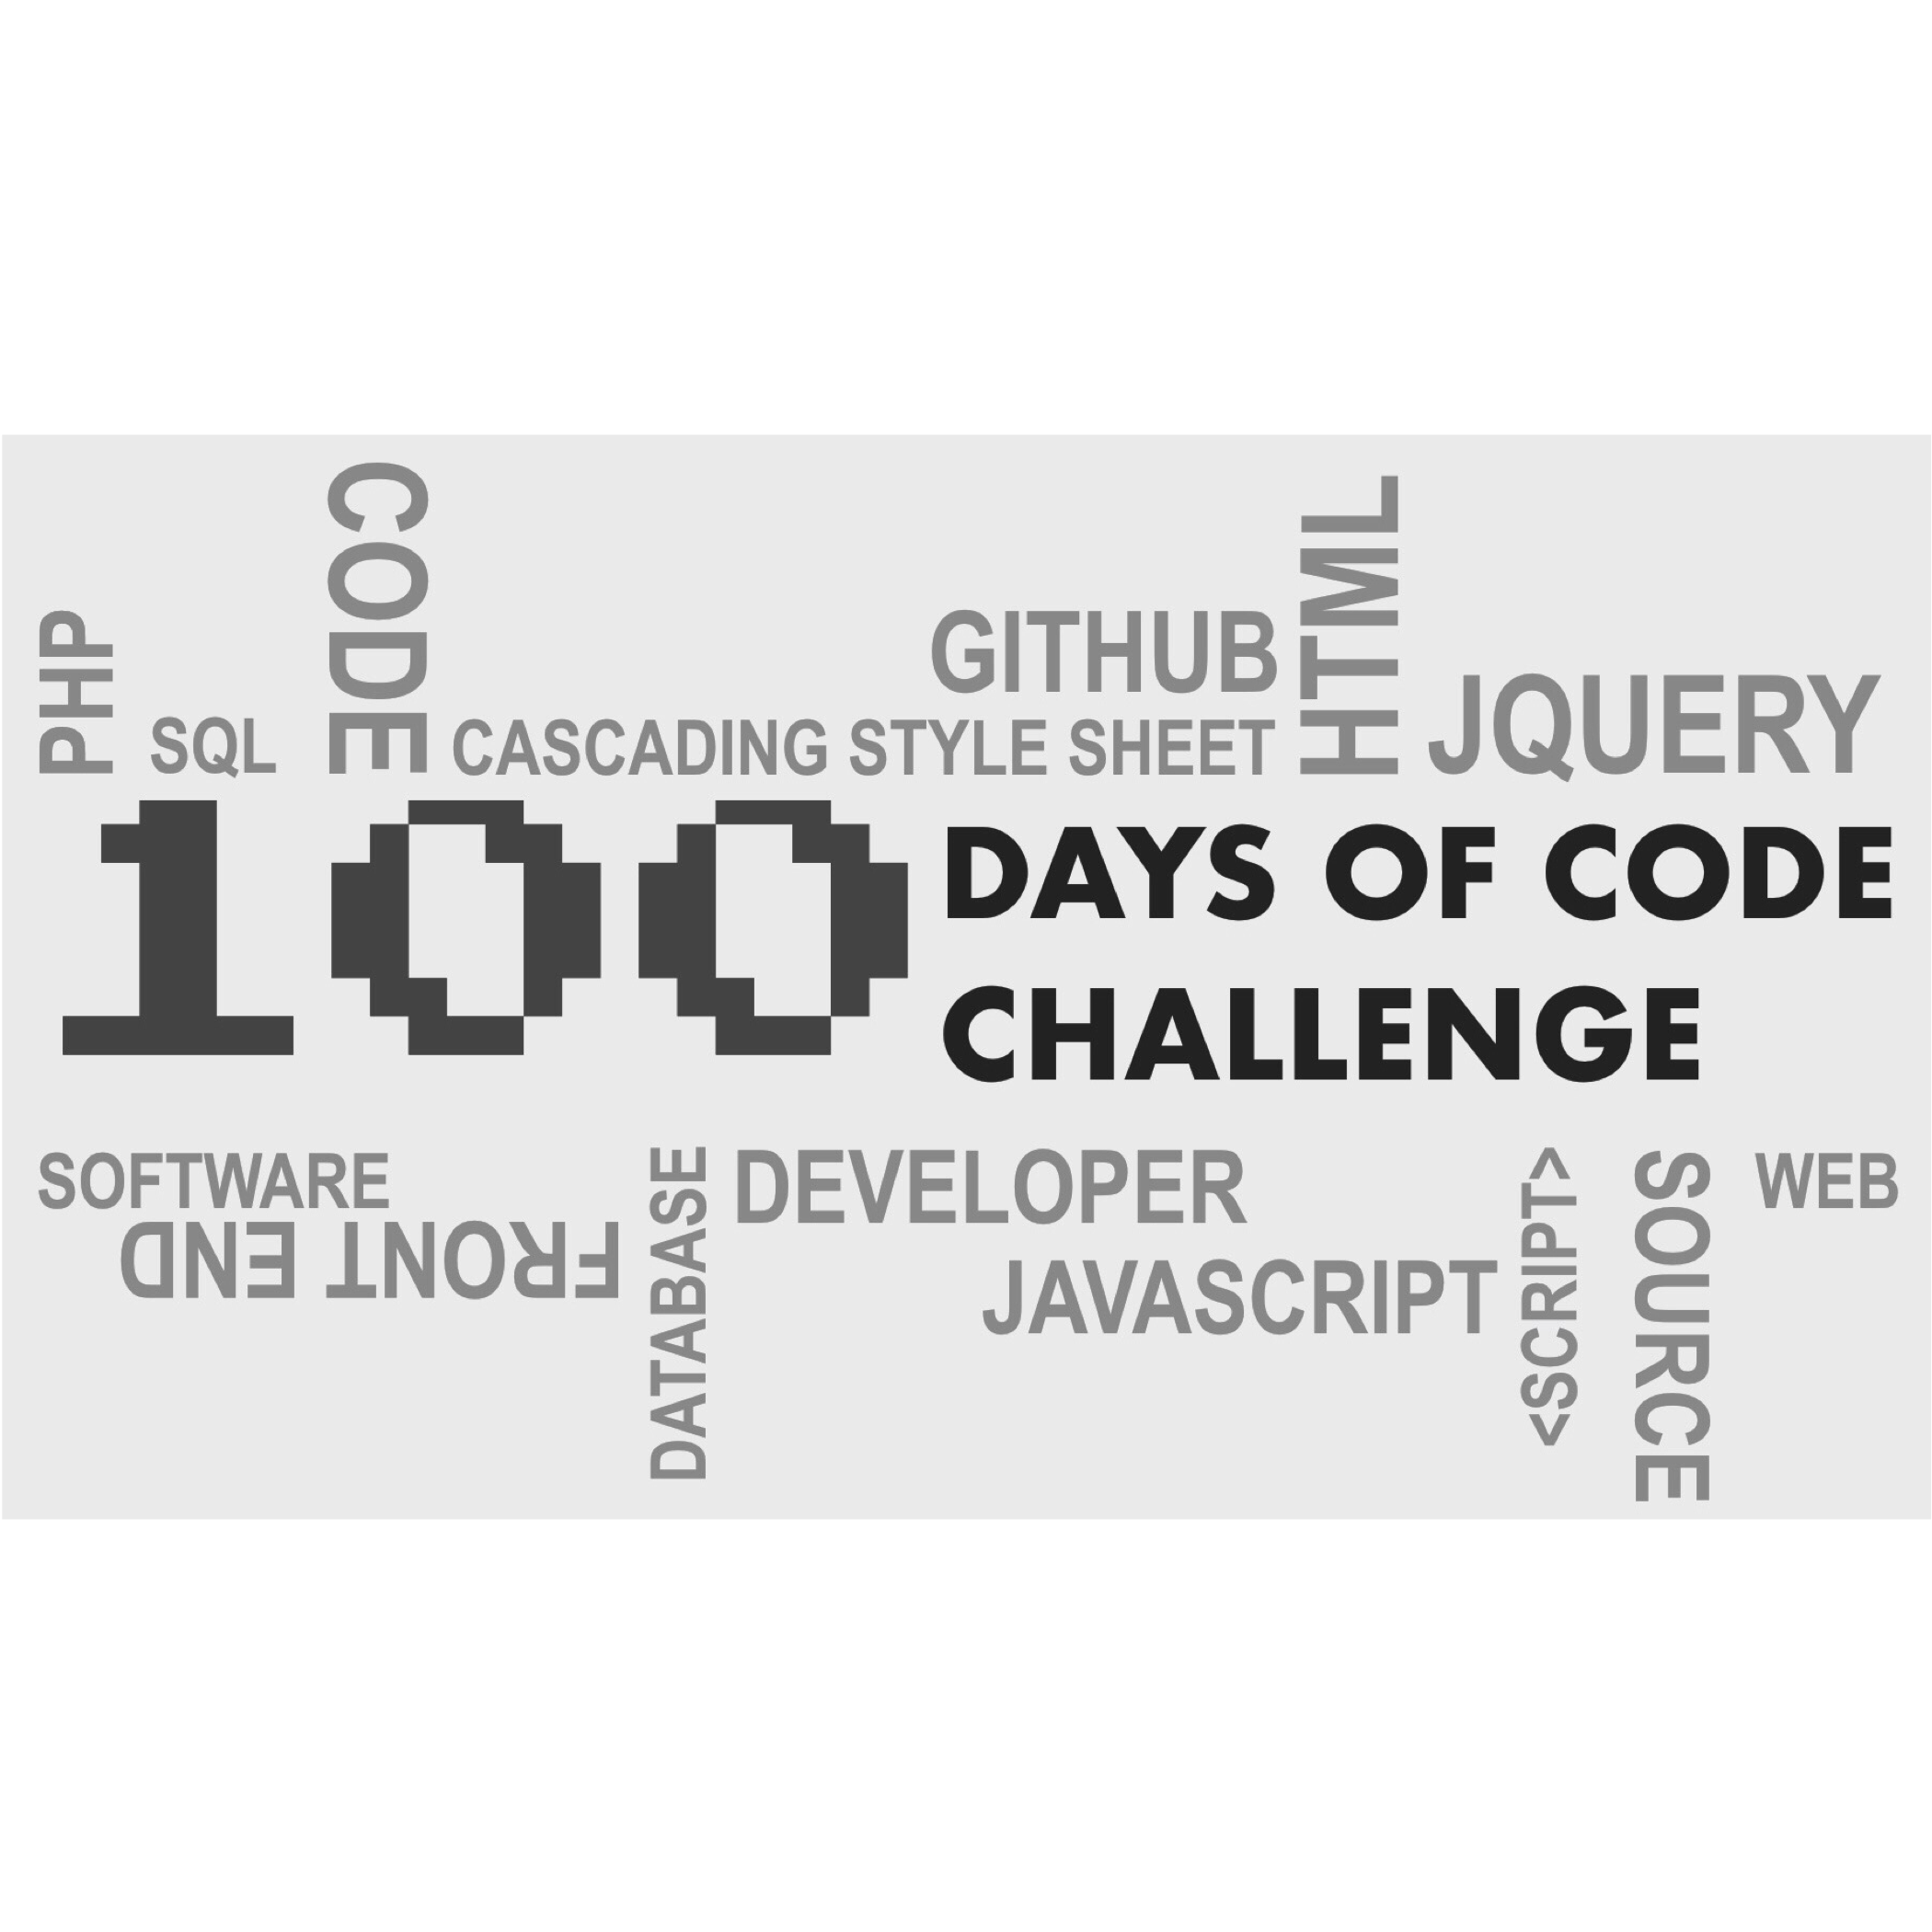 PHP
SQL
CODE
CASCADING STYLE SHEET
GITHUB
HTML
JQUERY
100
DAYS OF CODE
CHALLENGE
SOFTWARE
FRONT END
DATABASE
DEVELOPER
JAVASCRIPT
<SCRIPT>
SOURCE
WEB